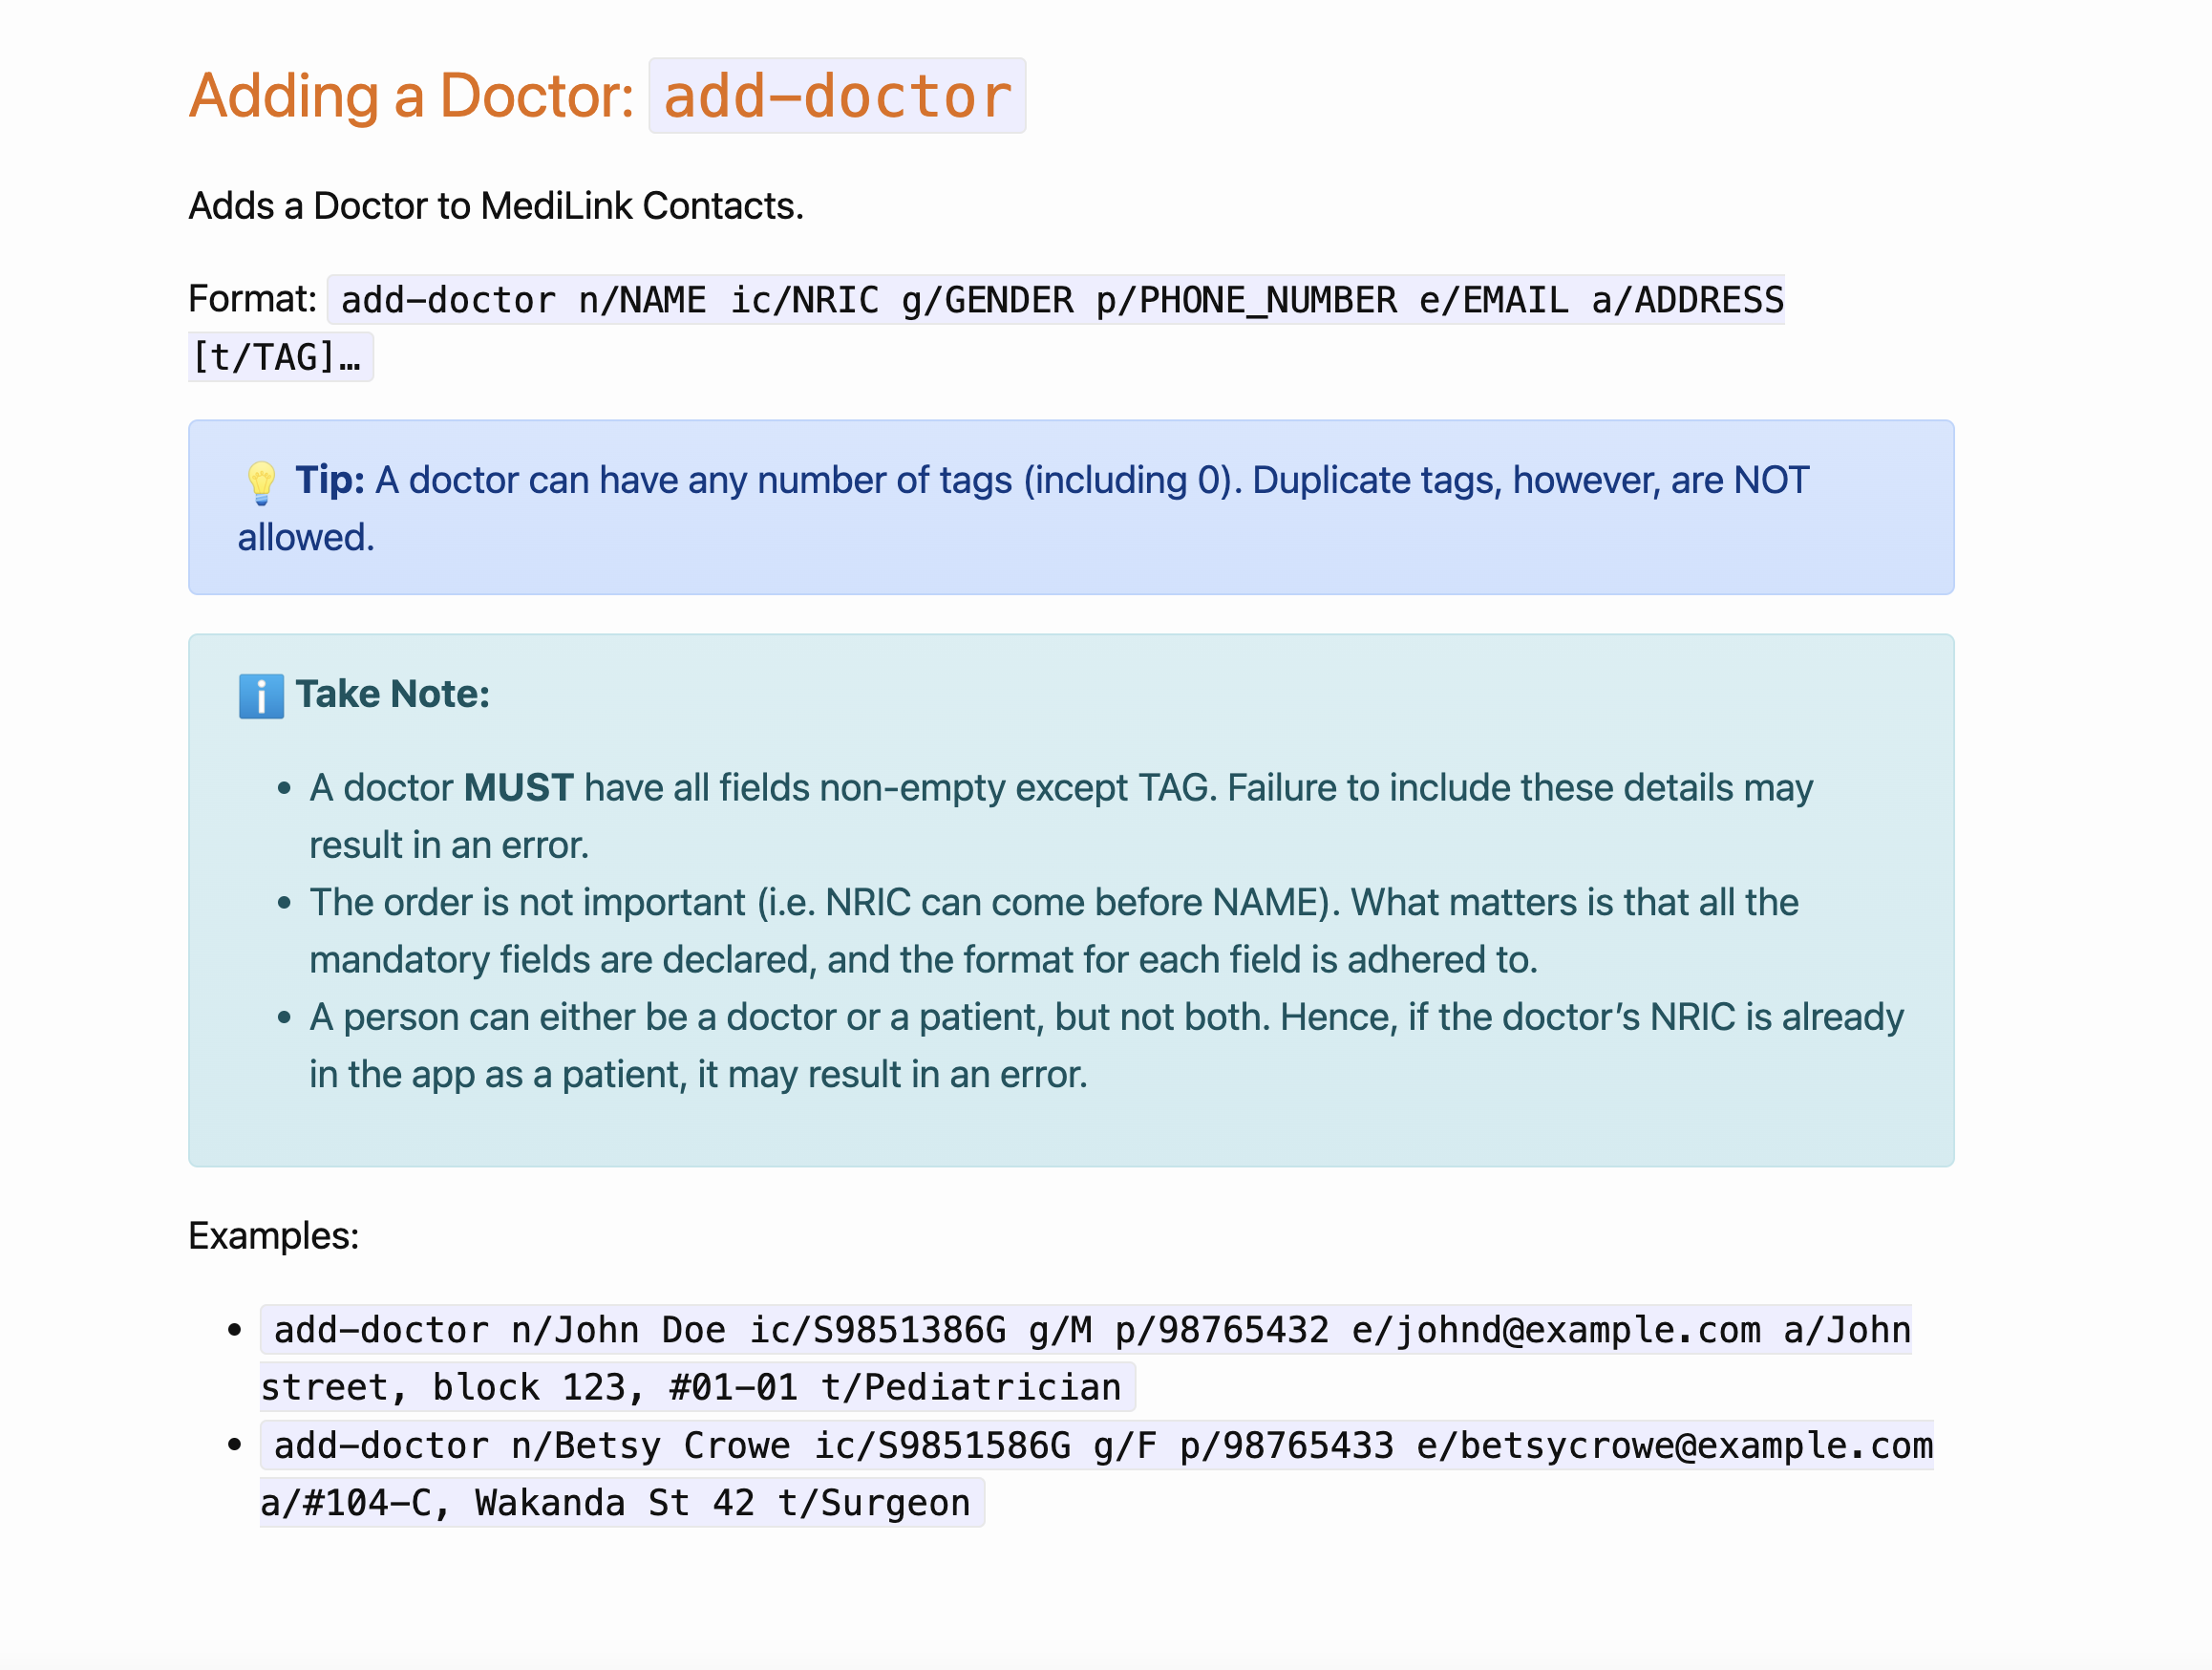 Adding a Doctor: add-doctor
Adds a Doctor to MediLink Contacts.
Format: add-doctor n/NAME ic/NRIC g/GENDER p/PHONE_NUMBER e/EMAIL a/ADDRESS
[t/TAG]…
💡 Tip: A doctor can have any number of tags (including 0). Duplicate tags, however, are NOT
allowed.
ℹ️ Take Note:
• A doctor MUST have all fields non-empty except TAG. Failure to include these details may
result in an error.
• The order is not important (i.e. NRIC can come before NAME). What matters is that all the
mandatory fields are declared, and the format for each field is adhered to.
• A person can either be a doctor or a patient, but not both. Hence, if the doctor’s NRIC is already
in the app as a patient, it may result in an error.
Examples:
• add-doctor n/John Doe ic/S9851386G g/M p/98765432 e/johnd@example.com a/John
street, block 123, #01-01 t/Pediatrician
• add-doctor n/Betsy Crowe ic/S9851586G g/F p/98765433 e/betsycrowe@example.com
a/#104-C, Wakanda St 42 t/Surgeon